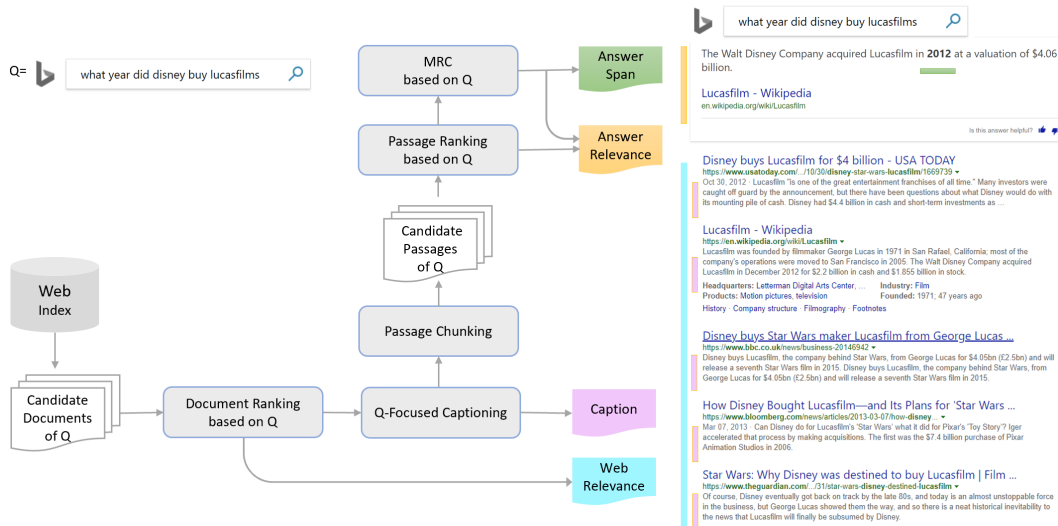 Q=
what year did disney buy lucasfilms
MRC
based on Q
Answer
Span
Passage Ranking
based on Q
Answer
Relevance
Candidate
Passages
of Q
Web
Index
Passage Chunking
Candidate
Documents
of Q
Document Ranking
based on Q
Q-Focused Captioning
Caption
Web
Relevance
what year did disney buy lucasfilms
The Walt Disney Company acquired Lucasfilm in 2012 at a valuation of $4.06
billion.
Lucasfilm - Wikipedia
en.wikipedia.org/wiki/Lucasfilm
Is this answer helpful?
Disney buys Lucasfilm for $4 billion - USA TODAY
https://www.usatoday.com/.../10/30/disney-star-wars-lucasfilm/1669739
Oct 30, 2012 · Lucasfilm "is one of the great entertainment franchises of all time." Many investors were
caught off guard by the announcement, but there have been questions about what Disney would do with
its mounting pile of cash. Disney had $4.4 billion in cash and short-term investments as ...
Lucasfilm - Wikipedia
https://en.wikipedia.org/wiki/Lucasfilm
Lucasfilm was founded by filmmaker George Lucas in 1971 in San Rafael, California; most of the
company's operations were moved to San Francisco in 2005. The Walt Disney Company acquired
Lucasfilm in December 2012 for $2.2 billion in cash and $1.855 billion in stock.
Headquarters: Letterman Digital Arts Center, ... Industry: Film
Products: Motion pictures, television Founded: 1971; 47 years ago
History · Company structure · Filmography · Footnotes
Disney buys Star Wars maker Lucasfilm from George Lucas ...
https://www.bbc.co.uk/news/business-20146942
Disney buys Lucasfilm, the company behind Star Wars, from George Lucas for $4.05bn (£2.5bn) and will
release a seventh Star Wars film in 2015. Disney buys Lucasfilm, the company behind Star Wars, from
George Lucas for $4.05bn (£2.5bn) and will release a seventh Star Wars film in 2015.
How Disney Bought Lucasfilm—and Its Plans for 'Star Wars ...
https://www.bloomberg.com/news/articles/2013-03-07/how-disney...
Mar 07, 2013 · Can Disney do for Lucasfilm's 'Star Wars' what it did for Pixar's 'Toy Story'? Iger
accelerated that process by making acquisitions. The first was the $7.4 billion purchase of Pixar
Animation Studios in 2006.
Star Wars: Why Disney was destined to buy Lucasfilm | Film ...
https://www.theguardian.com/.../31/star-wars-disney-destined-lucasfilm
Of course, Disney eventually got back on track by the late 80s, and today is an almost unstoppable force
in the business, but George Lucas showed them the way, and so there is a neat historical inevitability to
the news that Lucasfilm will finally be subsumed by Disney.